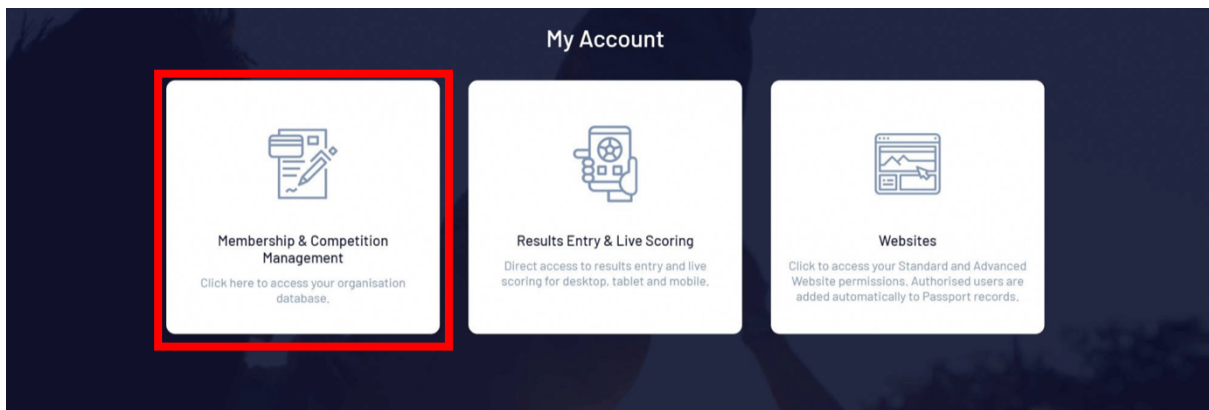 My Account
Membership & Competition
Management
Click here to access your organisation
database.
Results Entry & Live Scoring
Direct access to results entry and live
scoring for desktop, tablet and mobile.
Websites
Click to access your Standard and Advanced
Website permissions. Authorised users are
added automatically to Passport records.